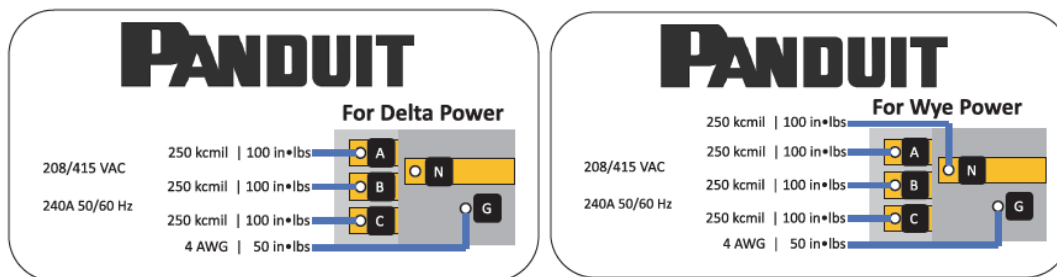 PANDUIT
For Delta Power
250 kcmil | 100 in•lbs A
N
208/415 VAC
250 kcmil | 100 in•lbs B
240A 50/60 Hz
G
250 kcmil | 100 in•lbs C
4 AWG | 50 in•lbs
PANDUIT
For Wye Power
250 kcmil | 100 in•lbs
250 kcmil | 100 in•lbs A
208/415 VAC
N
250 kcmil | 100 in•lbs B
240A 50/60 Hz
G
250 kcmil | 100 in•lbs C
4 AWG | 50 in•lbs